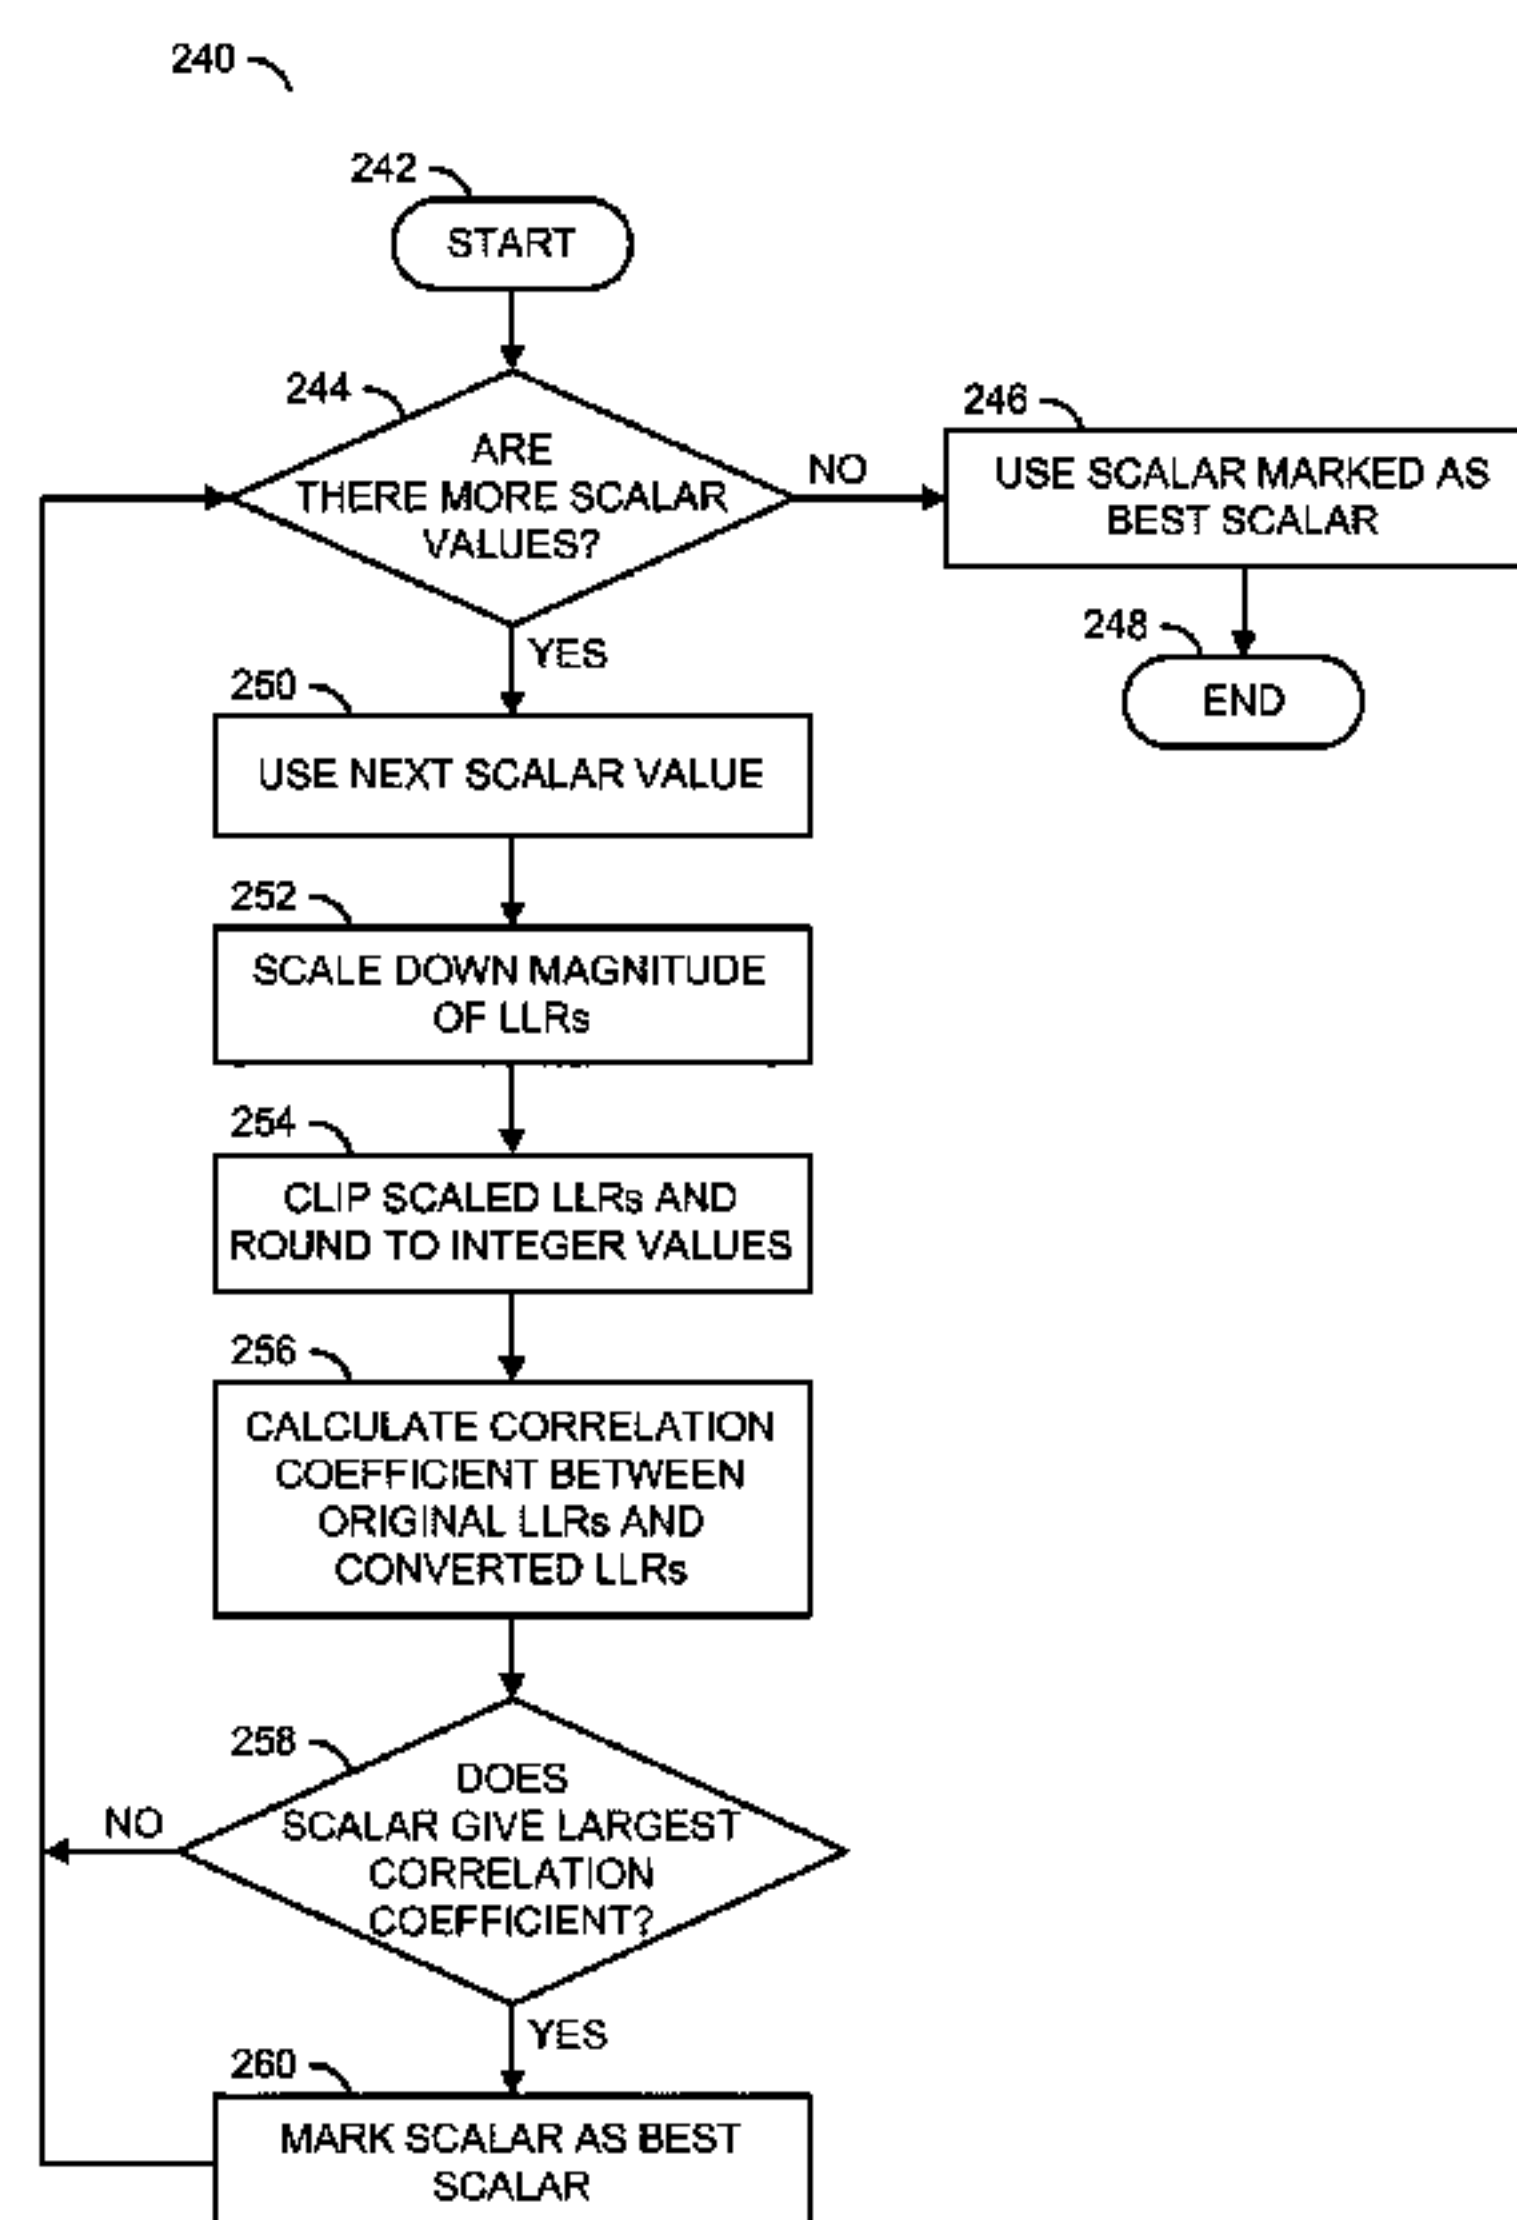 240
242
START
244
ARE
THERE MORE SCALAR
VALUES?
NO
246
USE SCALAR MARKED AS
BEST SCALAR
248
END
YES
250
USE NEXT SCALAR VALUE
252
SCALE DOWN MAGNITUDE
OF LLRs
254
CLIP SCALED LLRs AND
ROUND TO INTEGER VALUES
256
CALCULATE CORRELATION
COEFFICIENT BETWEEN
ORIGINAL LLRs AND
CONVERTED LLRs
258
DOES
SCALAR GIVE LARGEST
CORRELATION
COEFFICIENT?
NO
YES
260
MARK SCALAR AS BEST
SCALAR